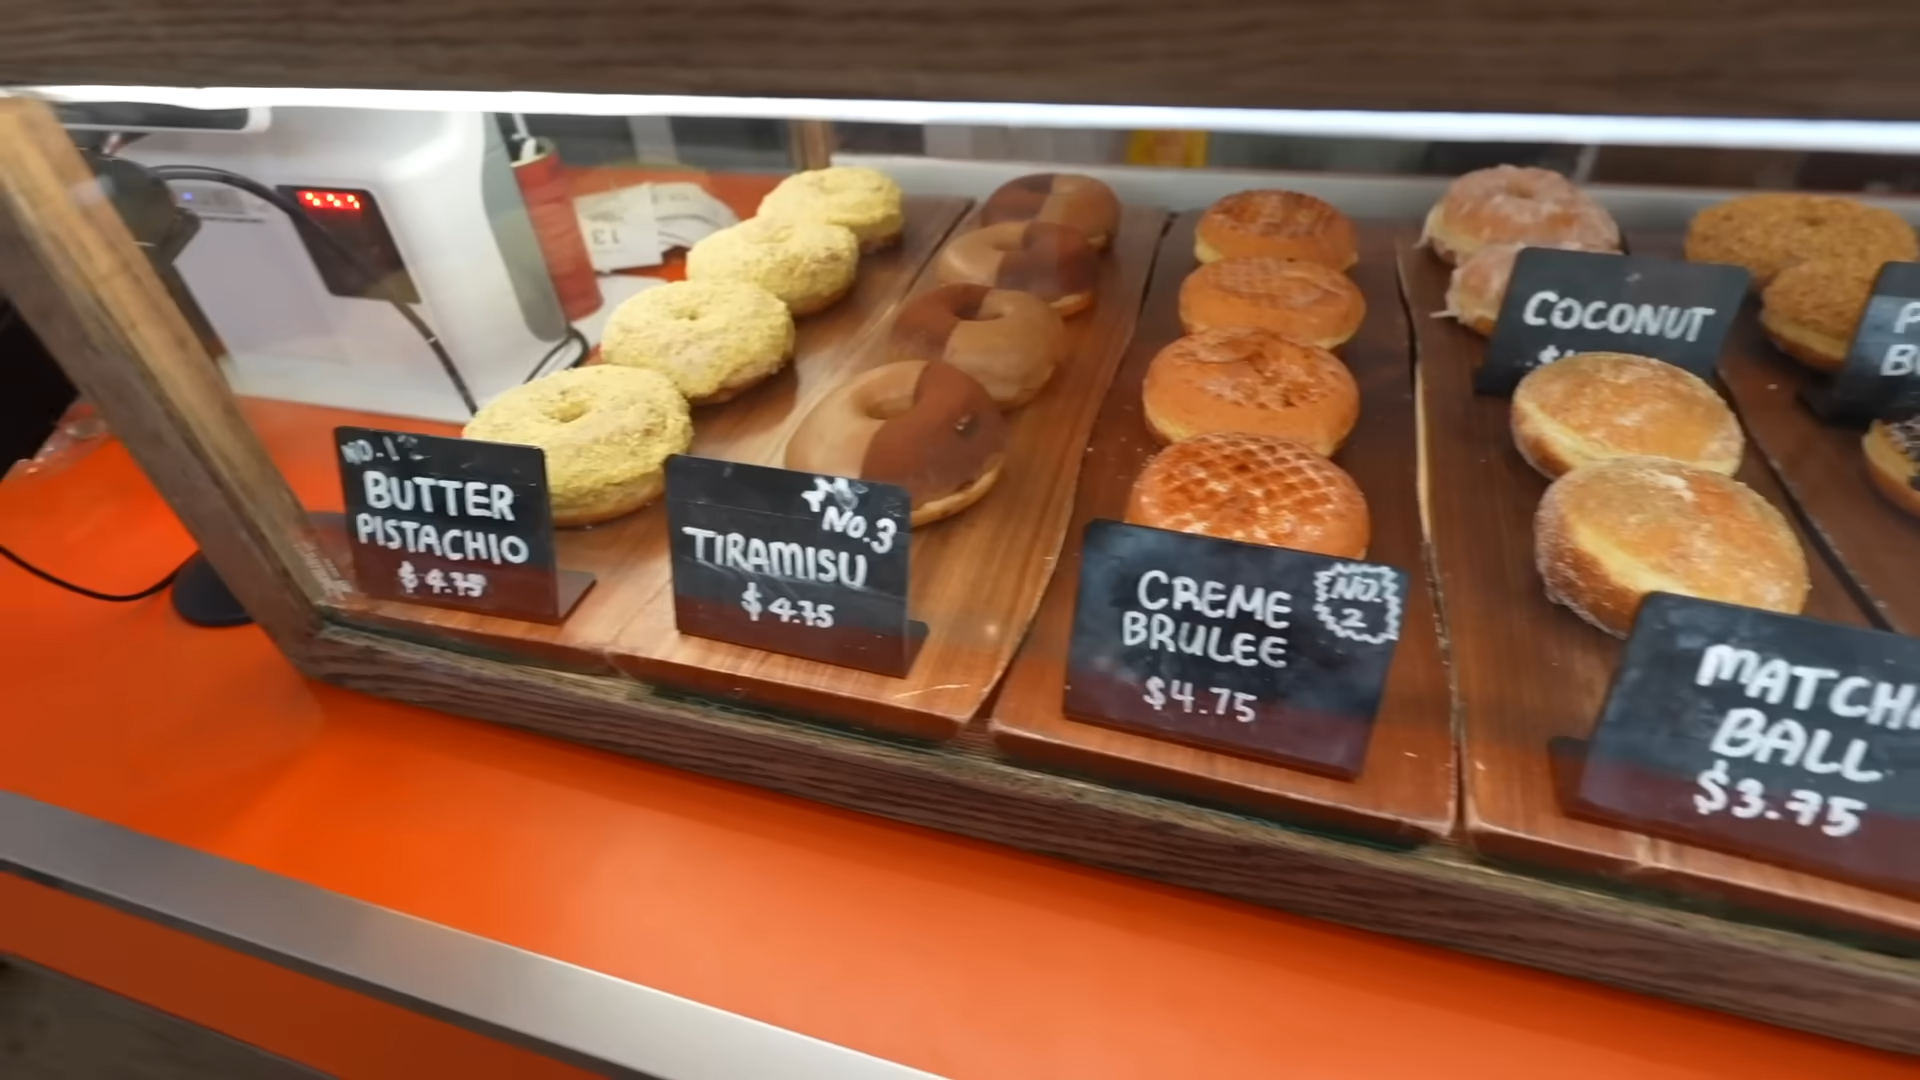 NO.1
BUTTER
PISTACHIO
$4.75
NO.3
TIRAMISU
$4.75
CREME
BRULEE
$4.75
NO.
2
COCONUT
MATCHA
BALL
$3.75